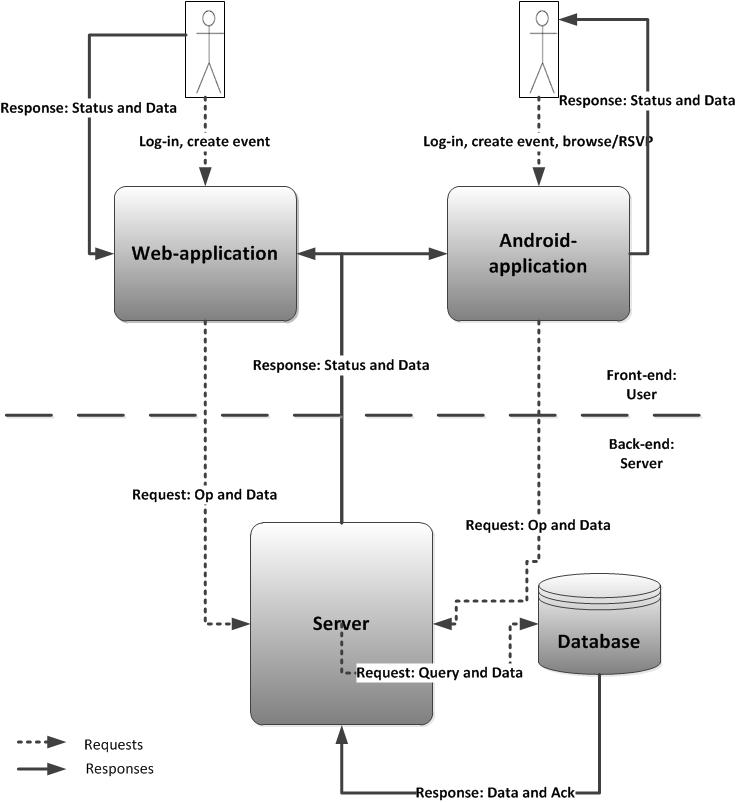 Response: Status and Data
Response: Status and Data
Log-in, create event
Log-in, create event, browse/RSVP
Web-application
Android-
application
Response: Status and Data
Front-end:
User
Back-end:
Server
Request: Op and Data
Request: Op and Data
Server
Database
Request: Query and Data
Requests
Responses
Response: Data and Ack